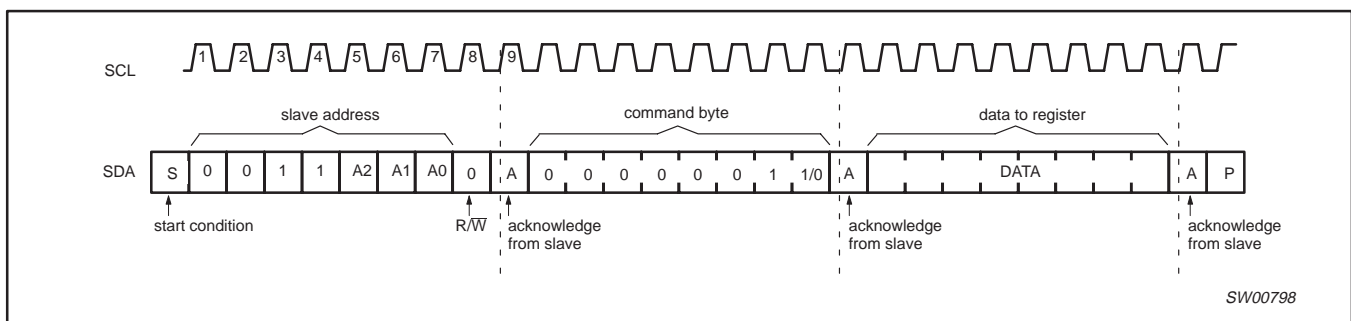 SCL 1 2 3 4 5 6 7 8 9
slave address command byte data to register
SDA S 0 0 1 1 A2 A1 A0 0 A 0 0 0 0 0 0 1 1/0 A DATA A P
start condition R/W̅ acknowledge from slave acknowledge from slave acknowledge from slave
SW00798